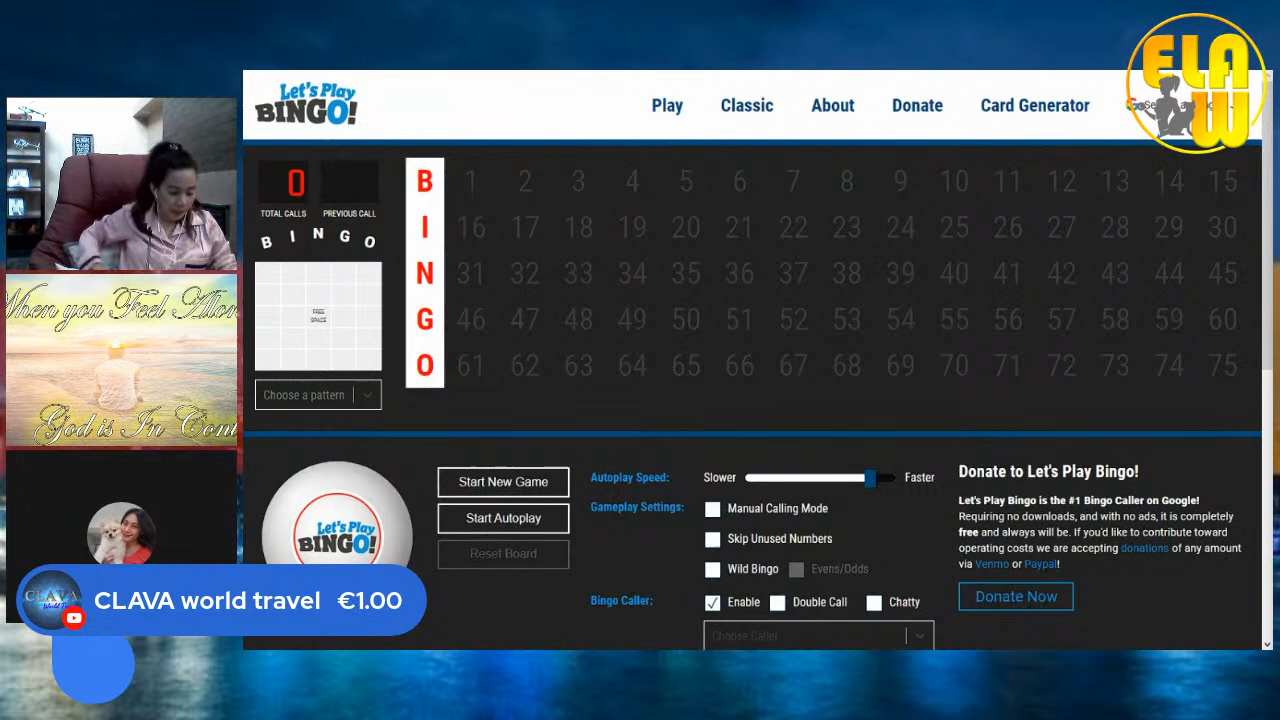 Let's Play
BINGO!
Play Classic About Donate Card Generator
ELA
W
0
TOTAL CALLS PREVIOUS CALL
B I N G O
FREE
SPACE
Choose a pattern
B 1 2 3 4 5 6 7 8 9 10 11 12 13 14 15
I 16 17 18 19 20 21 22 23 24 25 26 27 28 29 30
N 31 32 33 34 35 36 37 38 39 40 41 42 43 44 45
G 46 47 48 49 50 51 52 53 54 55 56 57 58 59 60
O 61 62 63 64 65 66 67 68 69 70 71 72 73 74 75
When you Feel Alon
God is In Cont
Let's Play
BINGO!
Start New Game
Start Autoplay
Reset Board
Autoplay Speed: Slower Faster
Gameplay Settings: Manual Calling Mode
Skip Unused Numbers
Wild Bingo Evens/Odds
Bingo Caller: Enable Double Call Chatty
Choose Caller
Donate to Let's Play Bingo!
Let's Play Bingo is the #1 Bingo Caller on Google!
Requiring no downloads, and with no ads, it is completely
free and always will be. If you'd like to contribute toward
operating costs we are accepting donations of any amount
via Venmo or Paypal!
Donate Now
CLAVA
World Travel
CLAVA world travel €1.00